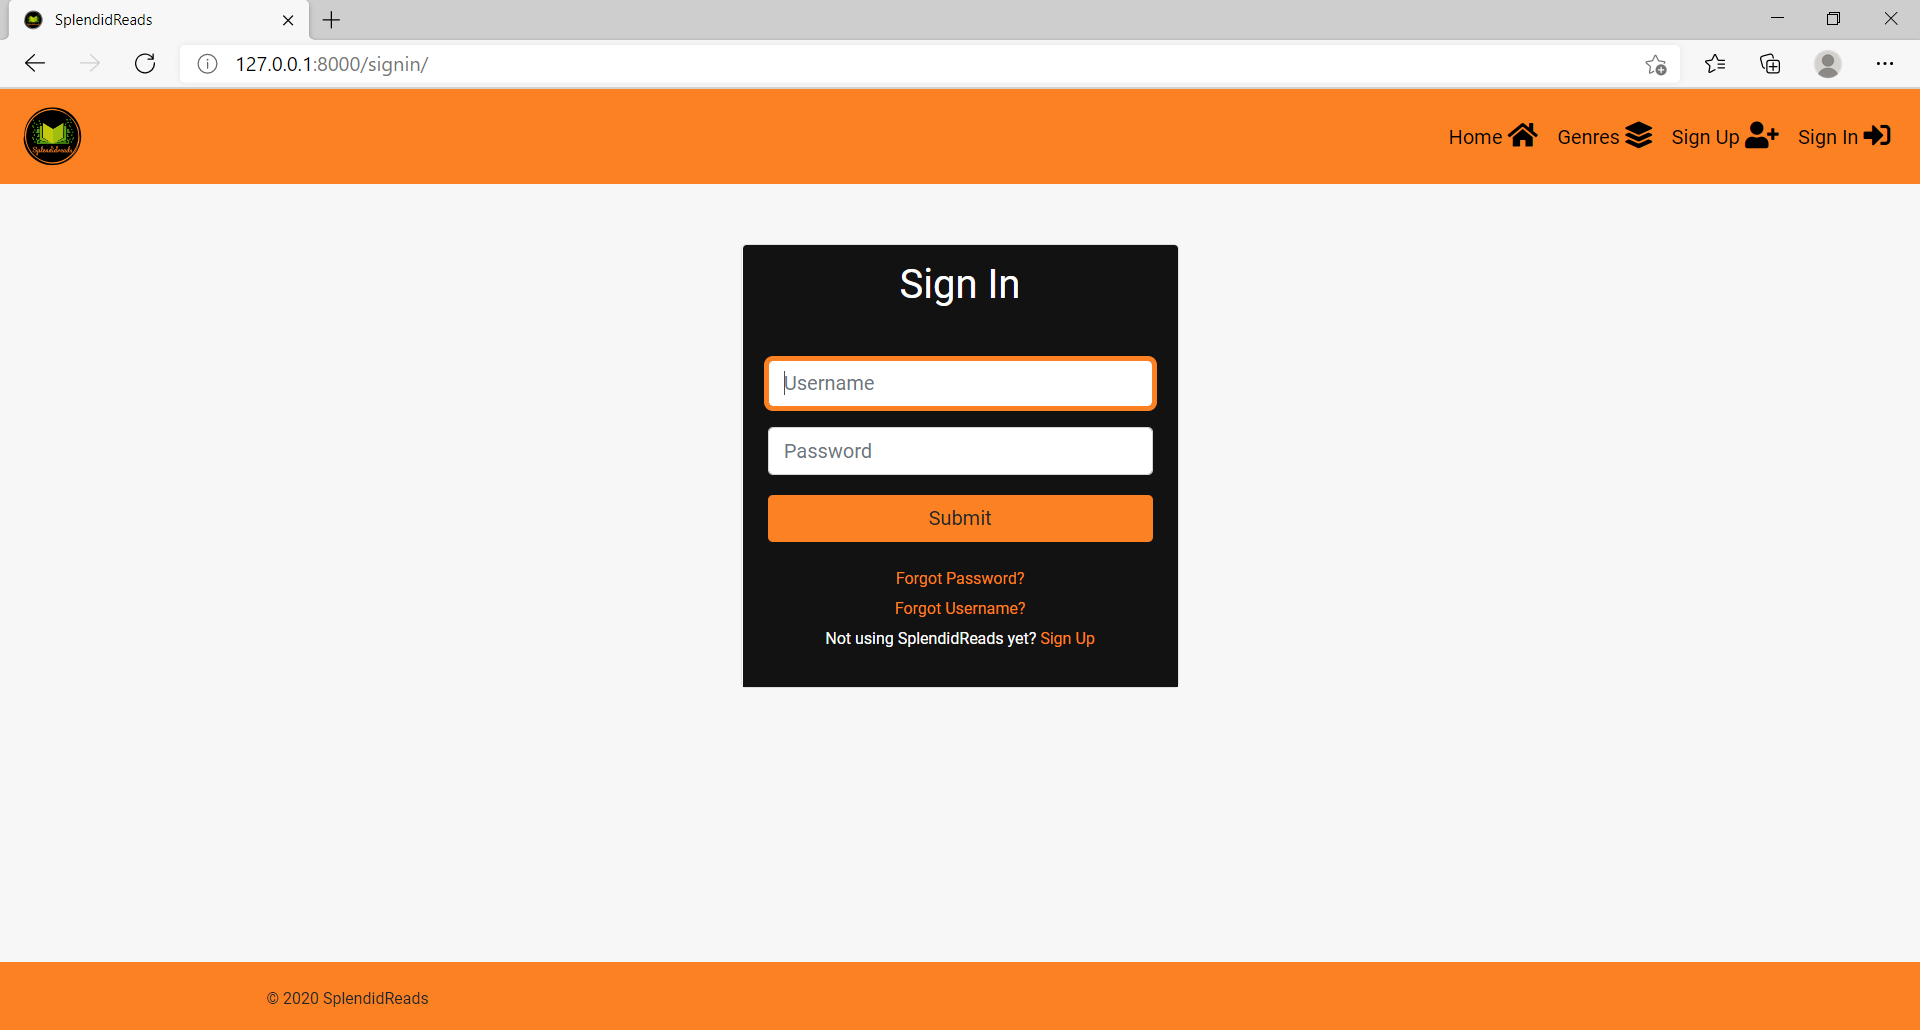 SplendidReads
127.0.0.1:8000/signin/
Splendidreads
Home Genres Sign Up Sign In
Sign In
Username
Password
Submit
Forgot Password?
Forgot Username?
Not using SplendidReads yet? Sign Up
© 2020 SplendidReads